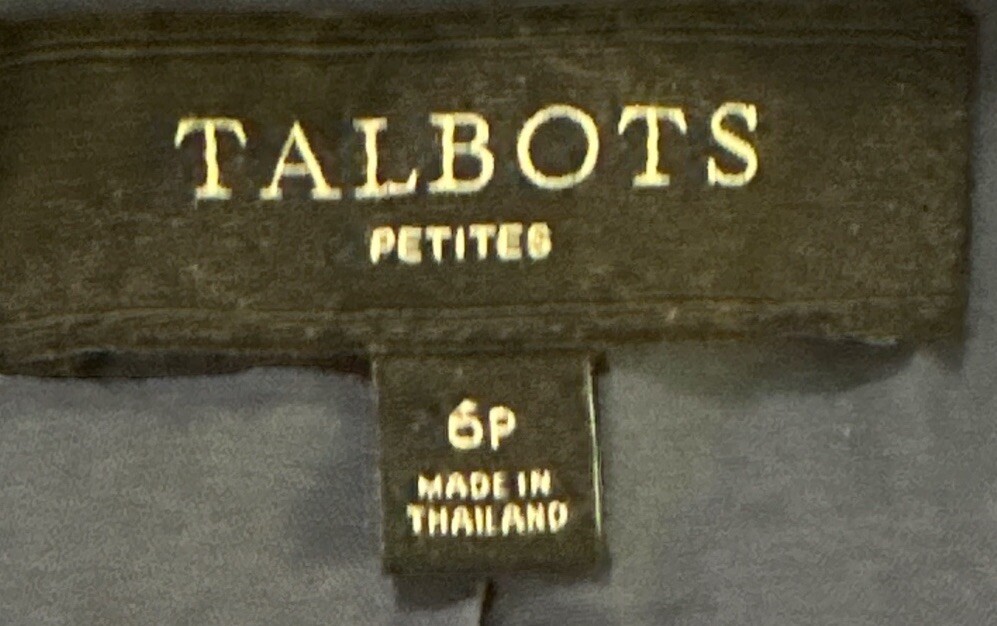 TALBOTS
PETITES
6P
MADE IN
THAILAND